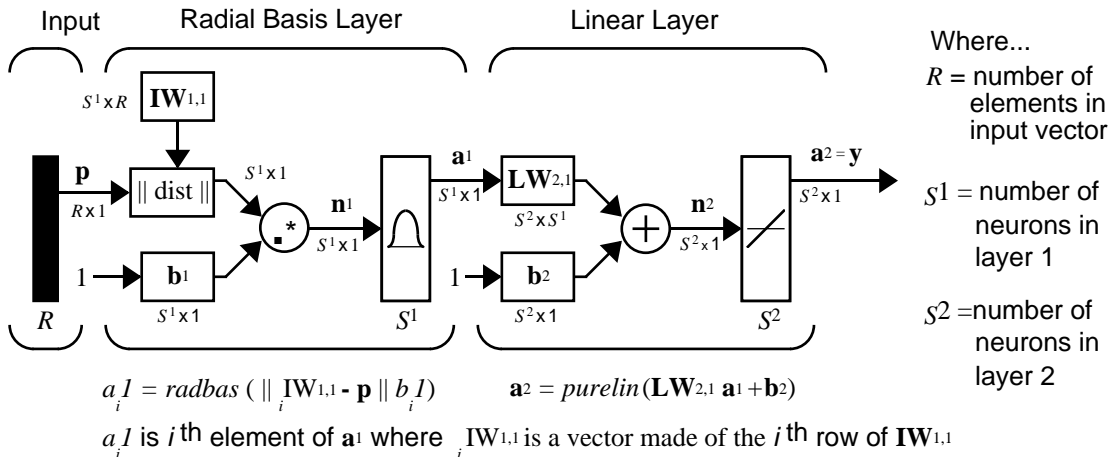 Input
Radial Basis Layer
Linear Layer
Where...
R = number of
elements in
input vector
S1 = number of
neurons in
layer 1
S2 =number of
neurons in
layer 2
S1 x R
IW1,1
p
R x 1
|| dist ||
S1 x 1
.*
1
b1
S1 x 1
n1
S1 x 1
R
S1
a1
S1 x 1
LW2,1
S2 x S1
1
b2
S2 x 1
+
n2
S2 x 1
S2
a2 = y
S2 x 1
ai1 = radbas ( || iIW1,1 - p || bi1)
a2 = purelin(LW2,1 a1 +b2)
ai1 is i th element of a1 where iIW1,1 is a vector made of the i th row of IW1,1